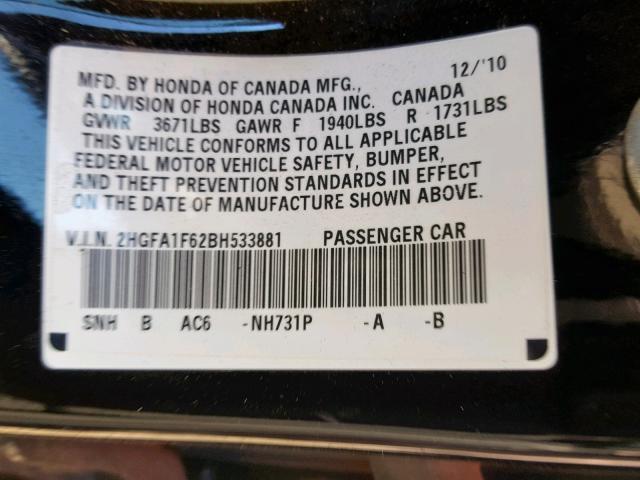 MFD. BY HONDA OF CANADA MFG., 12/'10
A DIVISION OF HONDA CANADA INC. CANADA
GVWR 3671LBS GAWR F 1940LBS R 1731LBS
THIS VEHICLE CONFORMS TO ALL APPLICABLE
FEDERAL MOTOR VEHICLE SAFETY, BUMPER,
AND THEFT PREVENTION STANDARDS IN EFFECT
ON THE DATE OF MANUFACTURE SHOWN ABOVE.
V.I.N. 2HGFA1F62BH533881 PASSENGER CAR
SNH B AC6 -NH731P -A -B